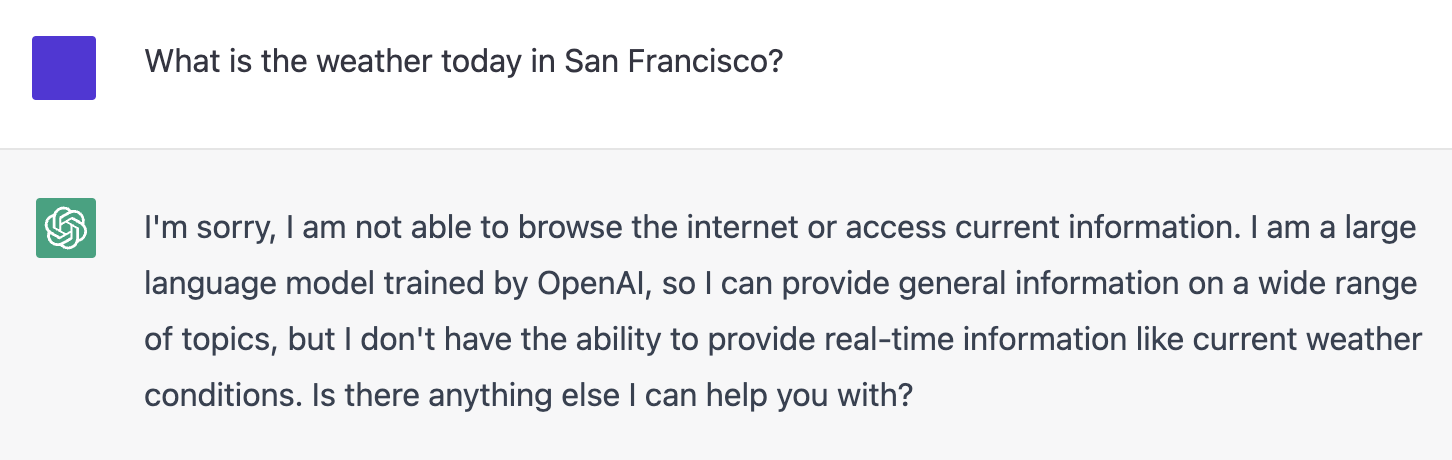 What is the weather today in San Francisco?
I'm sorry, I am not able to browse the internet or access current information. I am a large
language model trained by OpenAI, so I can provide general information on a wide range
of topics, but I don't have the ability to provide real-time information like current weather
conditions. Is there anything else I can help you with?